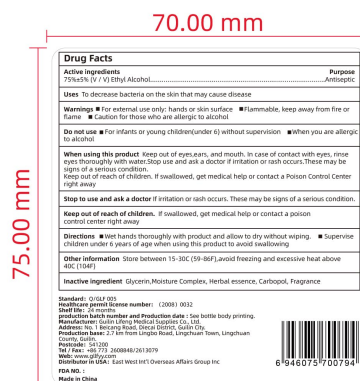 70.00 mm
75.00 mm
Drug Facts
Active ingredients Purpose
75%±5% (V / V) Ethyl Alcohol....................Antiseptic
Uses To decrease bacteria on the skin that may cause disease
Warnings ■ For external use only: hands or skin surface ■ Flammable, keep away from fire or
flame ■ Caution for those who are allergic to alcohol
Do not use ■ For infants or young children(under 6) without supervision ■ When you are allergic
to alcohol
When using this product Keep out of eyes,ears, and mouth. In case of contact with eyes, rinse
eyes thoroughly with water.Stop use and ask a doctor if irritation or rash occurs.These may be
signs of a serious condition.
Keep out of reach of children. If swallowed, get medical help or contact a Poison Control Center
right away
Stop to use and ask a doctor If irritation or rash occurs. These may be signs of a serious condition.
Keep out of reach of children. If swallowed, get medical help or contact a poison
control center right away
Directions ■ Wet hands thoroughly with product and allow to dry without wiping. ■ Supervise
children under 6 years of age when using this product to avoid swallowing
Other information Store between 15-30C (59-86F),avoid freezing and excessive heat above
40C (104F)
Inactive ingredient Glycerin,Moisture Complex, Herbal essence, Carbopol, Fragrance
Standard: Q/GLF 005
Healthcare permit license number: (2008) 0032
Shelf life: 24 months
production batch number and Production date : See bottle body printing.
Manufacturer: Guilin Lifeng Medical Supplies Co., Ltd.
Address: No. 1 Beicang Road, Diecai District, Guilin City.
Production base: 2.7 km from Lingbo Road, Lingchuan Town, Lingchuan
County, Guilin.
Postcode: 541200
Tel / Fax: +86 773 2608848/2613079
Web: www.gllfyy.com
Distributor in USA: East West Int'l Overseas Affairs Group Inc
FDA NO. :
Made in China
6 946075 700794